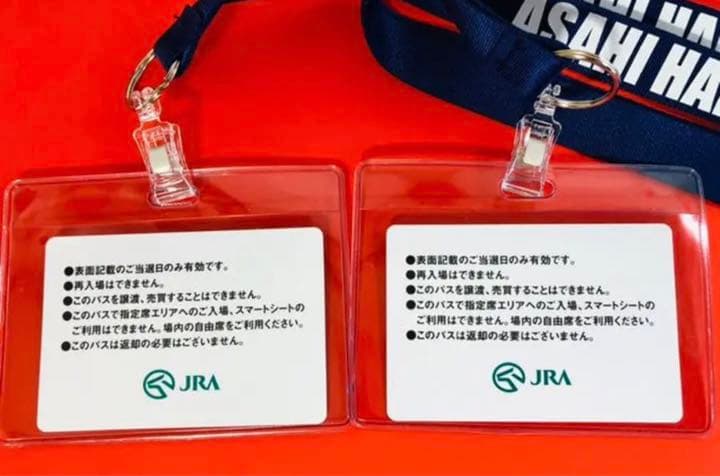 ASAHI HA
●表面記載のご当選日のみ有効です。
●再入場はできません。
●このパスを譲渡、売買することはできません。
●このパスで指定席エリアへのご入場、スマートシートの
ご利用はできません。場内の自由席をご利用ください。
●このパスは返却の必要はございません。
JRA
●表面記載のご当選日のみ有効です。
●再入場はできません。
●このパスを譲渡、売買することはできません。
●このパスで指定席エリアへのご入場、スマートシートの
ご利用はできません。場内の自由席をご利用ください。
●このパスは返却の必要はございません。
JRA